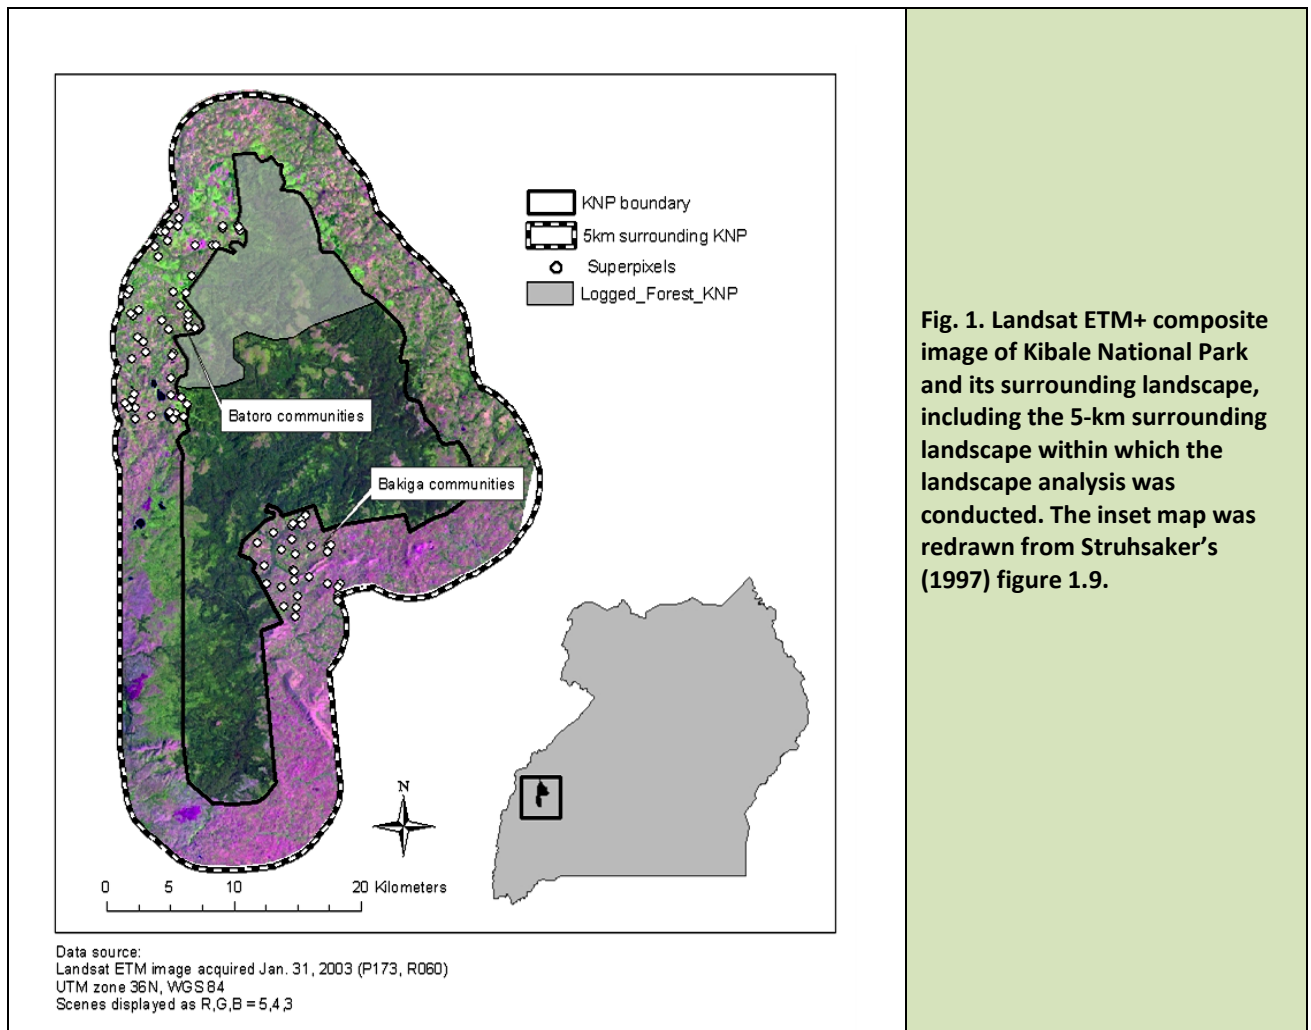 KNP boundary
5km surrounding KNP
Superpixels
Logged_Forest_KNP
Batoro communities
Bakiga communities
N
0 5 10 20 Kilometers
Data source:
Landsat ETM image acquired Jan. 31, 2003 (P173, R060)
UTM zone 36N, WGS 84
Scenes displayed as R,G,B = 5,4,3
Fig. 1. Landsat ETM+ composite
image of Kibale National Park
and its surrounding landscape,
including the 5-km surrounding
landscape within which the
landscape analysis was
conducted. The inset map was
redrawn from Struhsaker’s
(1997) figure 1.9.